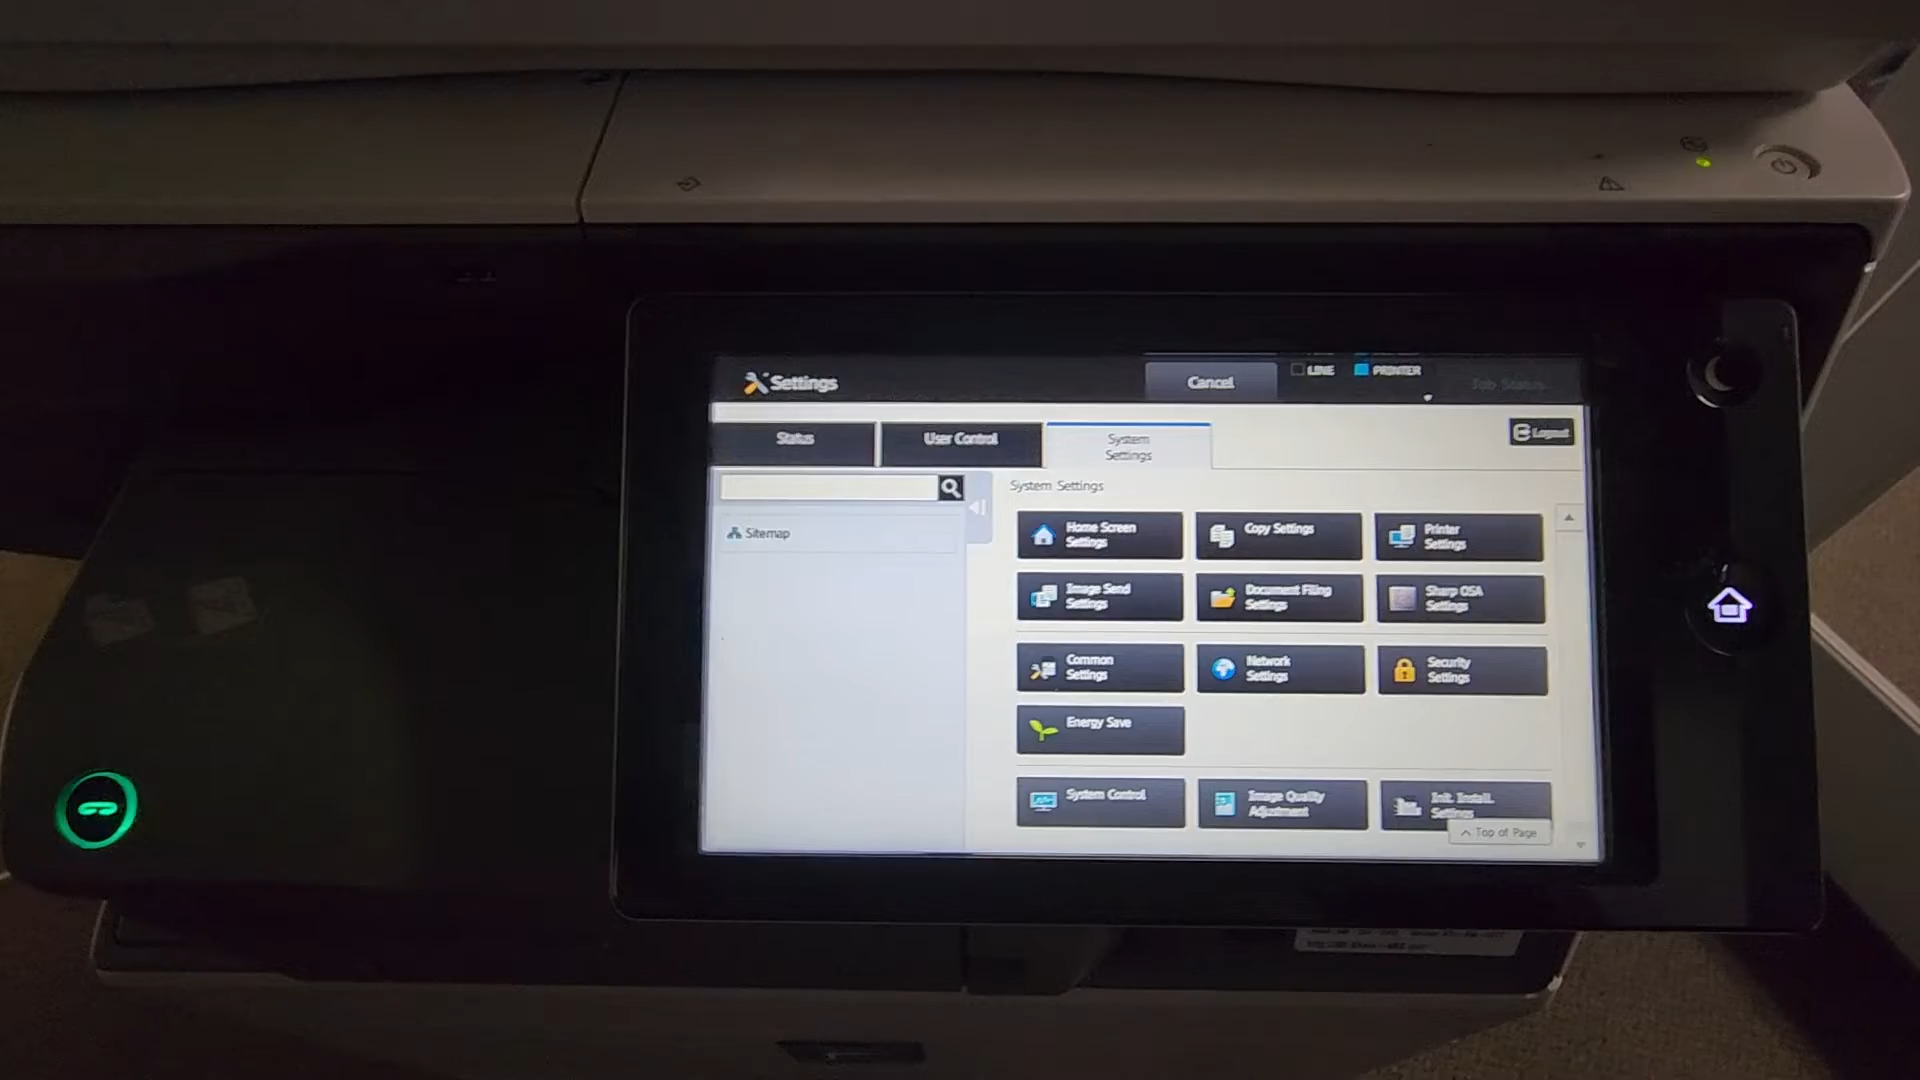 Settings
Cancel
LINE
PRINTER
Job Status
Status
User Control
System
Settings
Logout
System Settings
Sitemap
Home Screen
Settings
Copy Settings
Printer
Settings
Image Send
Settings
Document Filing
Settings
Sharp OSA
Settings
Common
Settings
Network
Settings
Security
Settings
Energy Save
System Control
Image Quality
Adjustment
Init. Install.
Settings
Top of Page